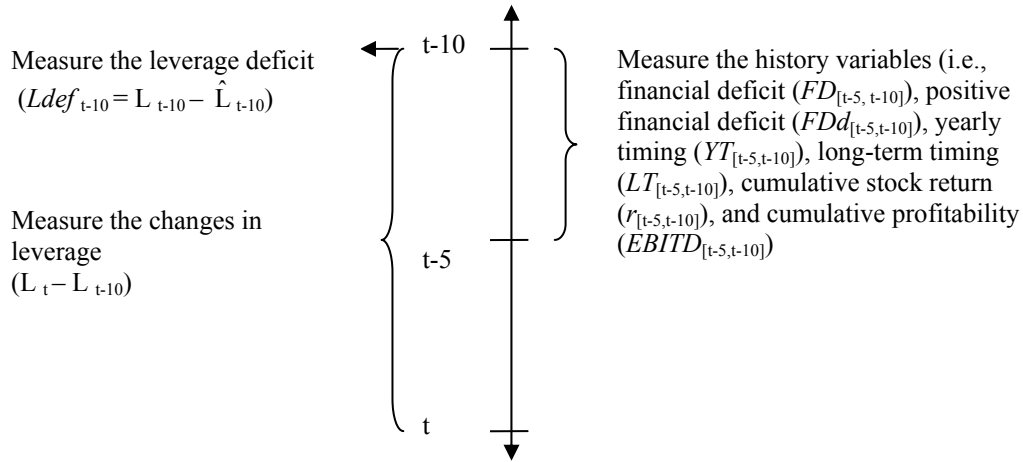 Measure the leverage deficit
(Ldef t-10 = L t-10 – L̂ t-10)
Measure the changes in
leverage
(L t – L t-10)
t-10
t-5
t
Measure the history variables (i.e.,
financial deficit (FD[t-5, t-10]), positive
financial deficit (FDd[t-5,t-10]), yearly
timing (YT[t-5,t-10]), long-term timing
(LT[t-5,t-10]), cumulative stock return
(r[t-5,t-10]), and cumulative profitability
(EBITD[t-5,t-10])